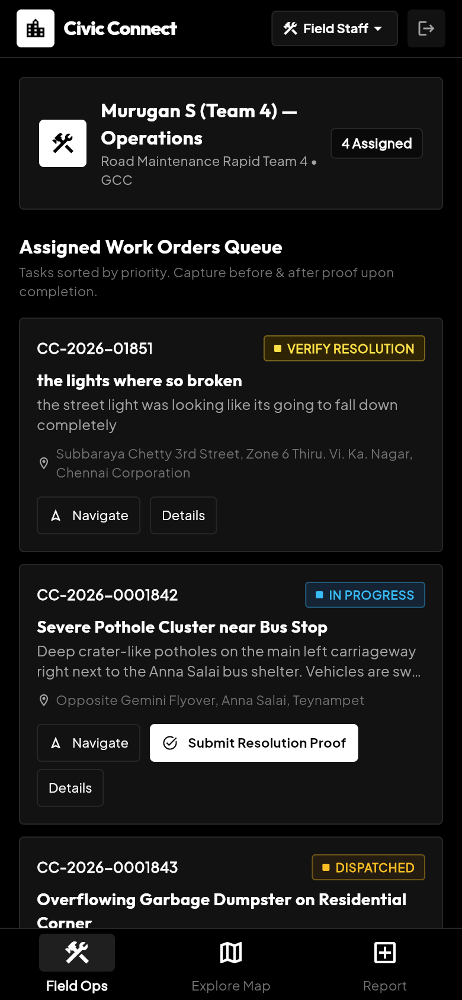 Civic Connect
Field Staff
Murugan S (Team 4) —
Operations
Road Maintenance Rapid Team 4 •
GCC
4 Assigned
Assigned Work Orders Queue
Tasks sorted by priority. Capture before & after proof upon
completion.
CC-2026-01851
VERIFY RESOLUTION
the lights where so broken
the street light was looking like its going to fall down
completely
Subbaraya Chetty 3rd Street, Zone 6 Thiru. Vi. Ka. Nagar,
Chennai Corporation
Navigate
Details
CC-2026-0001842
IN PROGRESS
Severe Pothole Cluster near Bus Stop
Deep crater-like potholes on the main left carriageway
right next to the Anna Salai bus shelter. Vehicles are sw...
Opposite Gemini Flyover, Anna Salai, Teynampet
Navigate
Submit Resolution Proof
Details
CC-2026-0001843
DISPATCHED
Overflowing Garbage Dumpster on Residential
Corner
Field Ops
Explore Map
Report